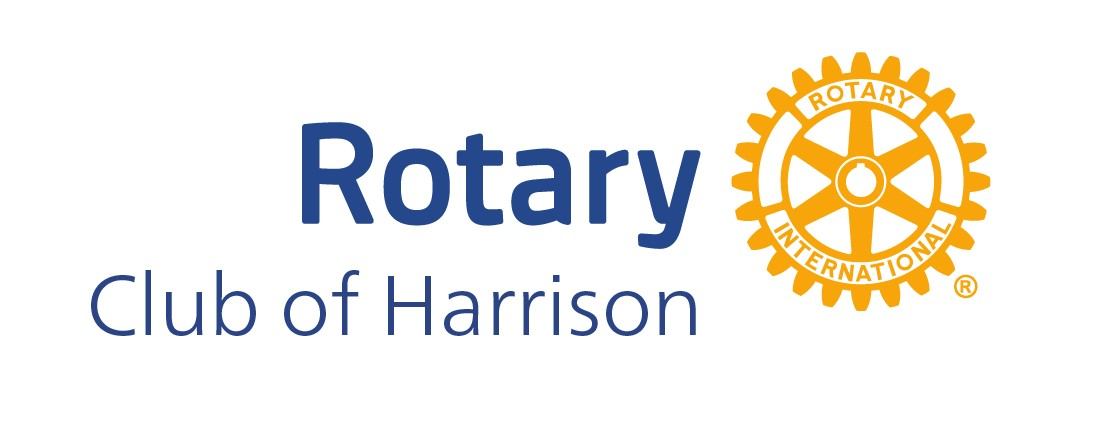 Rotary
Club of Harrison
ROTARY
INTERNATIONAL
®